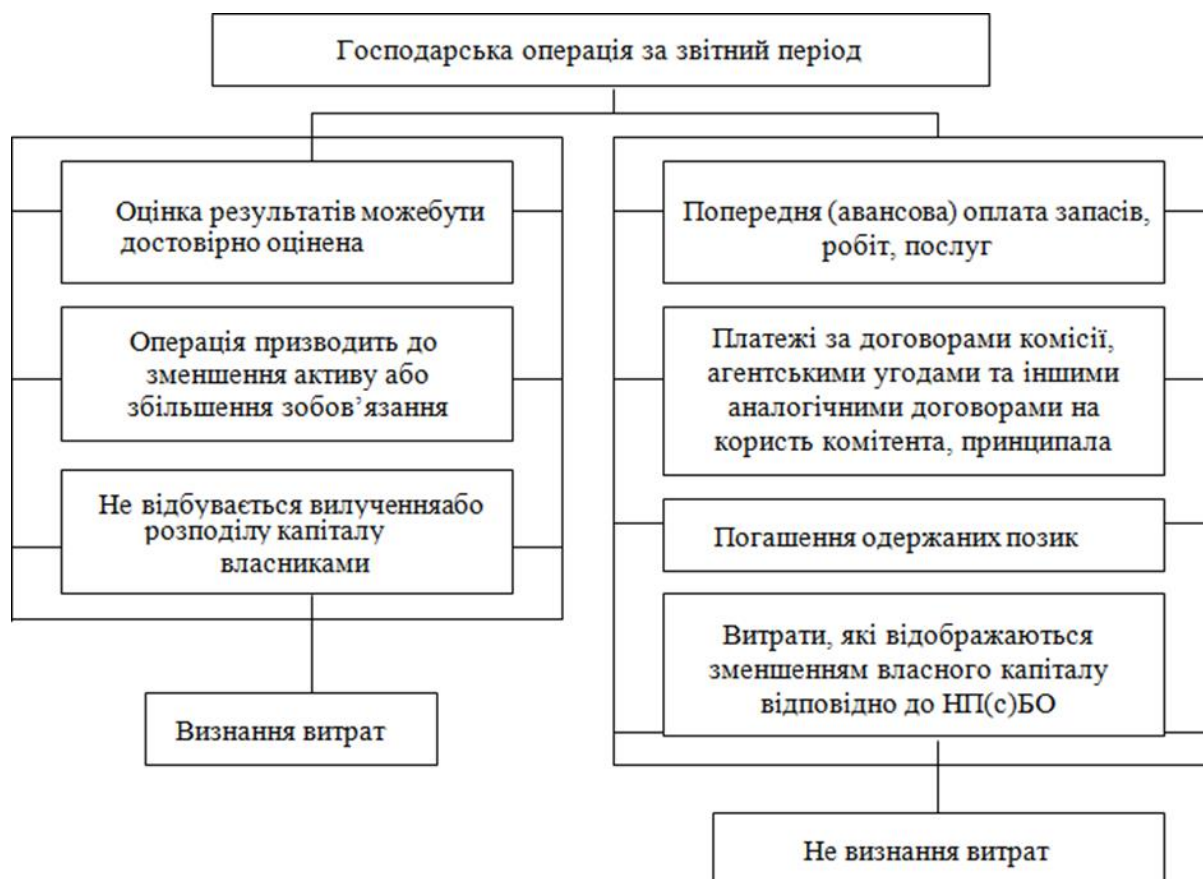 Господарська операція за звітний період
Оцінка результатів можебути
достовірно оцінена
Операція призводить до
зменшення активу або
збільшення зобов’язання
Не відбувається вилученняабо
розподілу капіталу
власниками
Визнання витрат
Попередня (авансова) оплата запасів,
робіт, послуг
Платежі за договорами комісії,
агентськими угодами та іншими
аналогічними договорами на
користь комітента, принципала
Погашення одержаних позик
Витрати, які відображаються
зменшенням власного капіталу
відповідно до НП(с)БО
Не визнання витрат